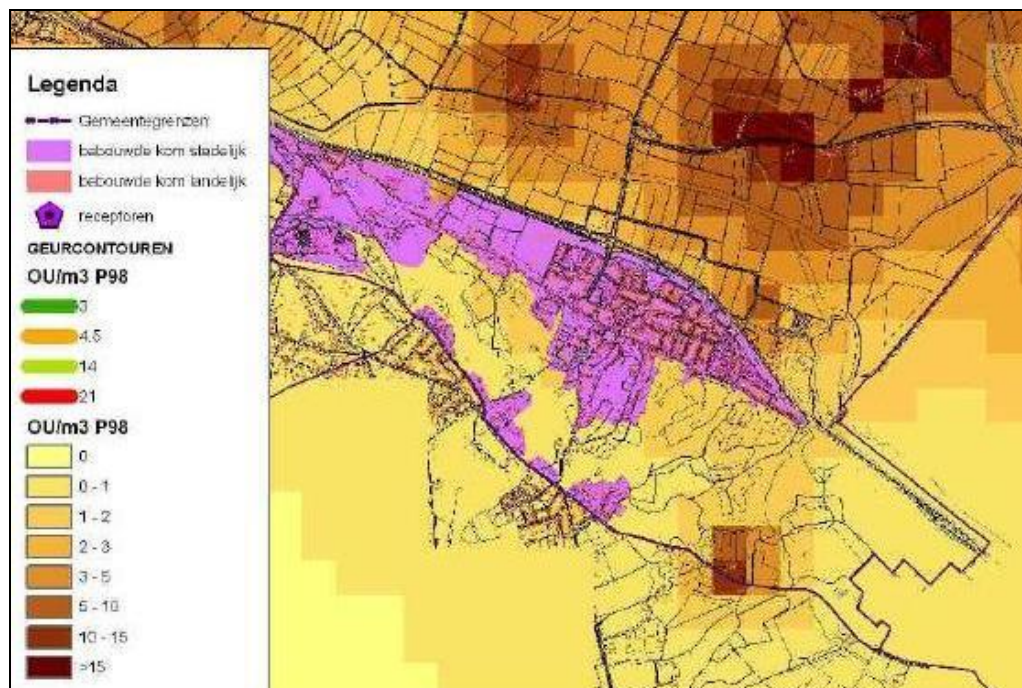 Legenda
Gemeentegrenzen
bebouwde kom stedelijk
bebouwde kom landelijk
receptoren
GEURCONTOUREN
OU/m3 P98
3
4.5
14
21
OU/m3 P98
0
0 - 1
1 - 2
2 - 3
3 - 5
5 - 10
10 - 15
>15